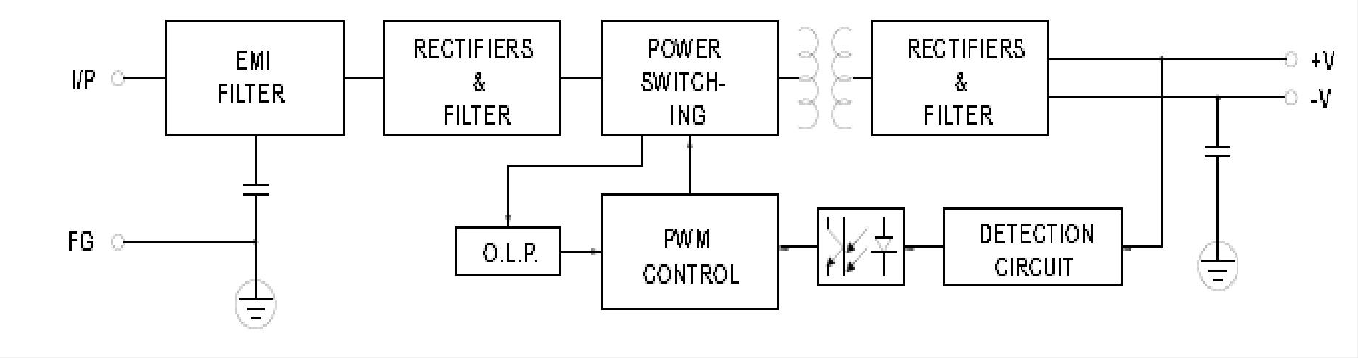 I/P
EMI
FILTER
RECTIFIERS
&
FILTER
POWER
SWITCH-
ING
RECTIFIERS
&
FILTER
+V
-V
FG
O.L.P.
PWM
CONTROL
DETECTION
CIRCUIT